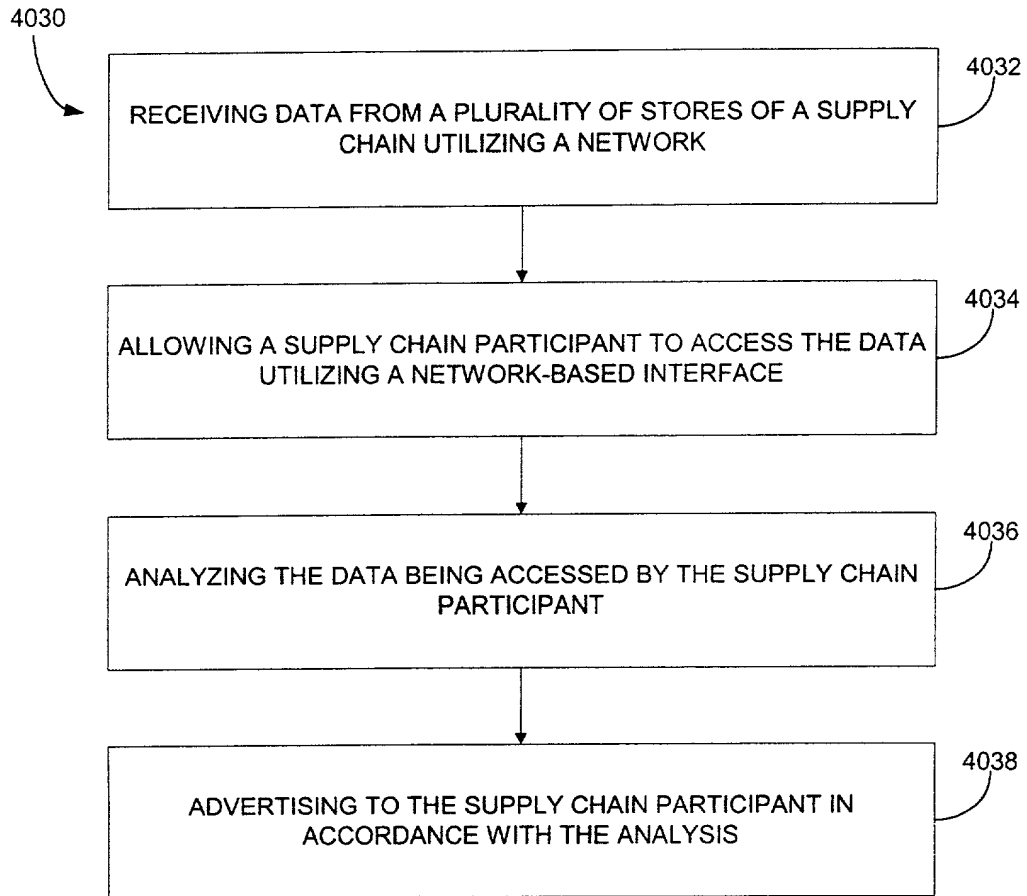 4030
4032
RECEIVING DATA FROM A PLURALITY OF STORES OF A SUPPLY
CHAIN UTILIZING A NETWORK
4034
ALLOWING A SUPPLY CHAIN PARTICIPANT TO ACCESS THE DATA
UTILIZING A NETWORK-BASED INTERFACE
4036
ANALYZING THE DATA BEING ACCESSED BY THE SUPPLY CHAIN
PARTICIPANT
4038
ADVERTISING TO THE SUPPLY CHAIN PARTICIPANT IN
ACCORDANCE WITH THE ANALYSIS